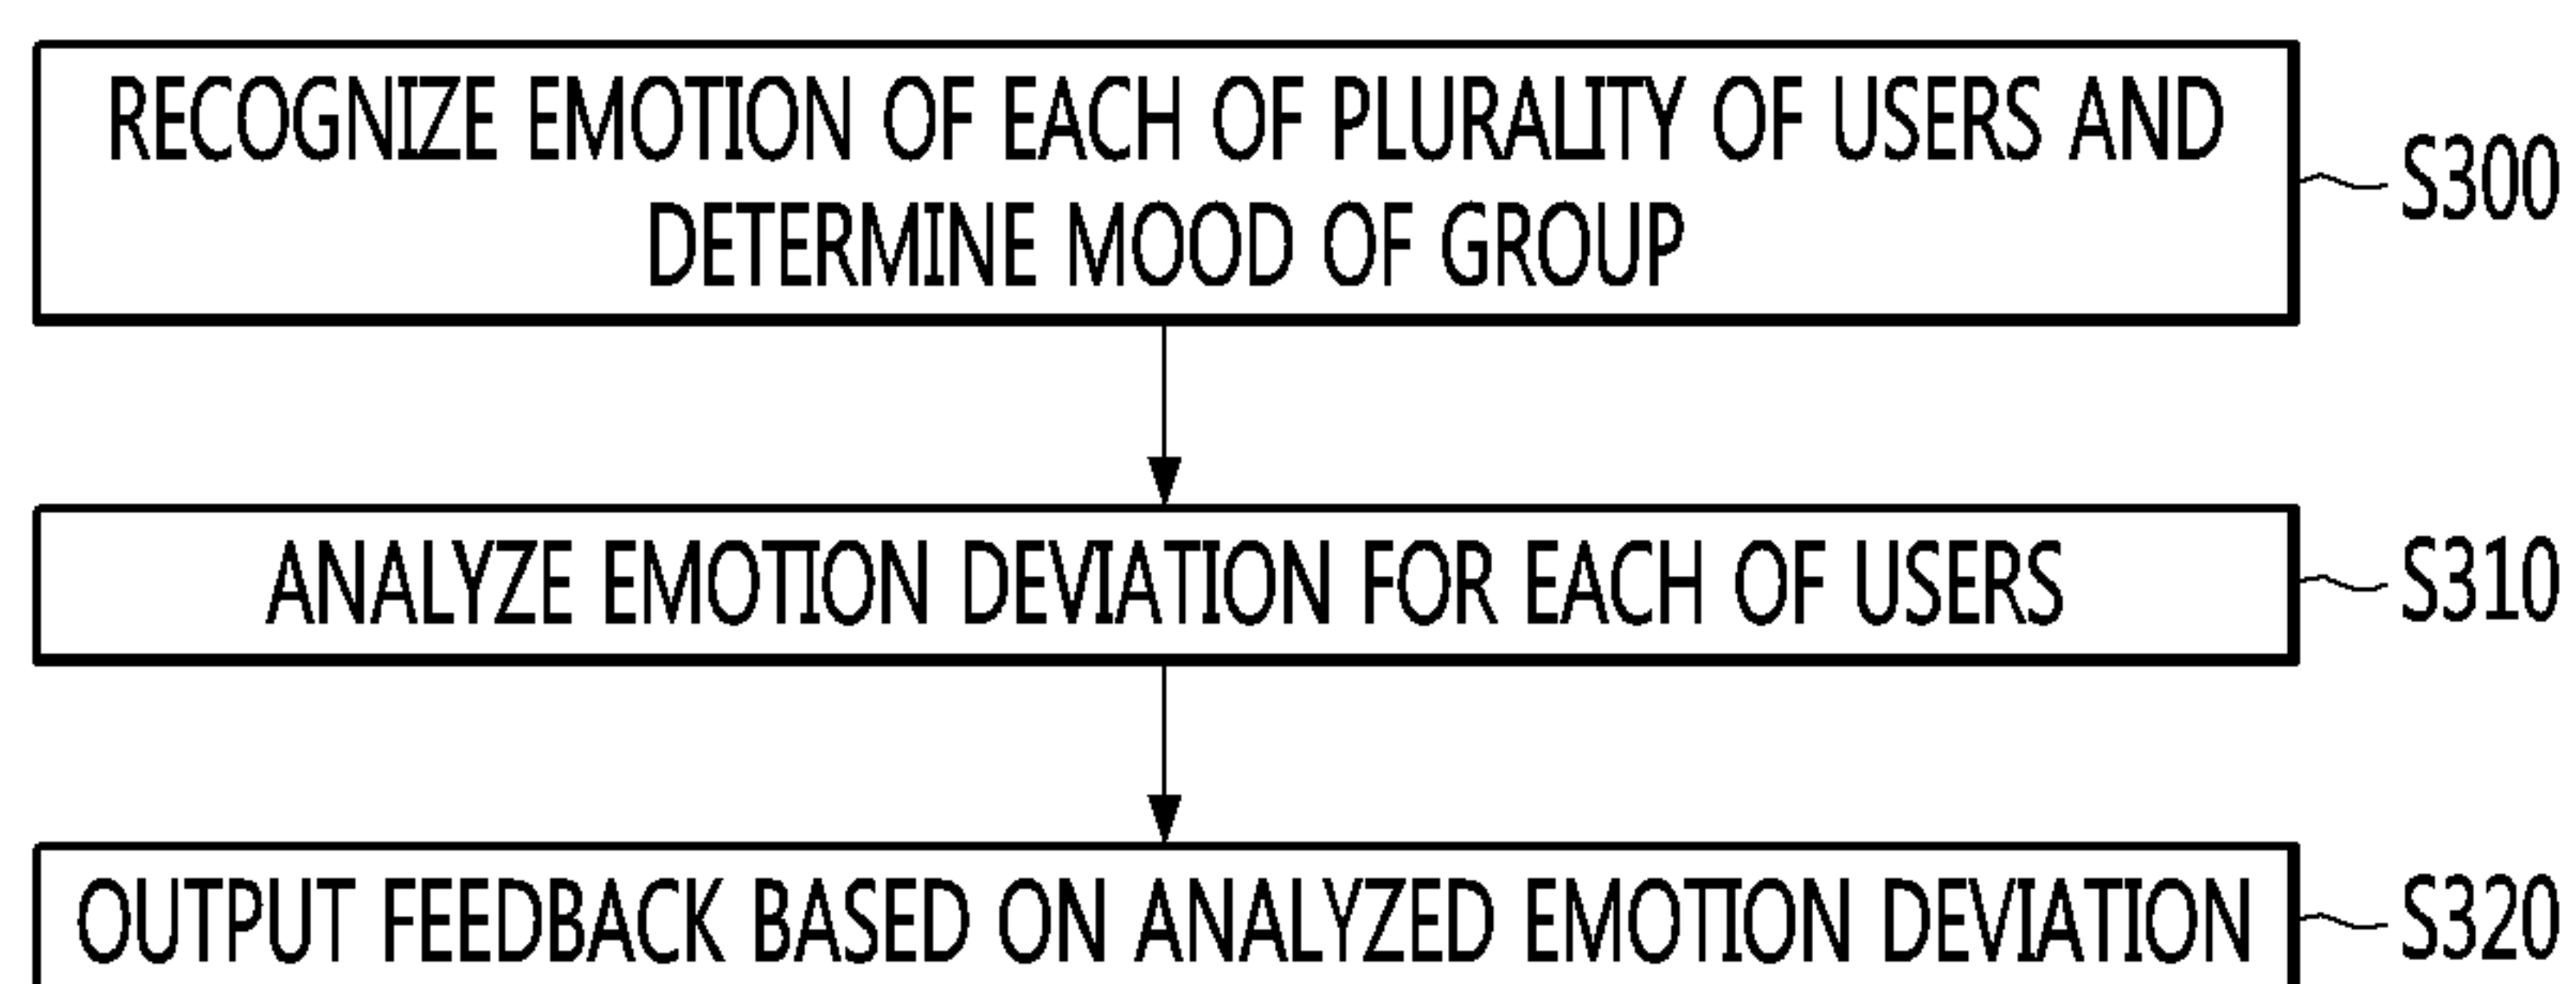 RECOGNIZE EMOTION OF EACH OF PLURALITY OF USERS AND
DETERMINE MOOD OF GROUP
S300
ANALYZE EMOTION DEVIATION FOR EACH OF USERS
S310
OUTPUT FEEDBACK BASED ON ANALYZED EMOTION DEVIATION
S320